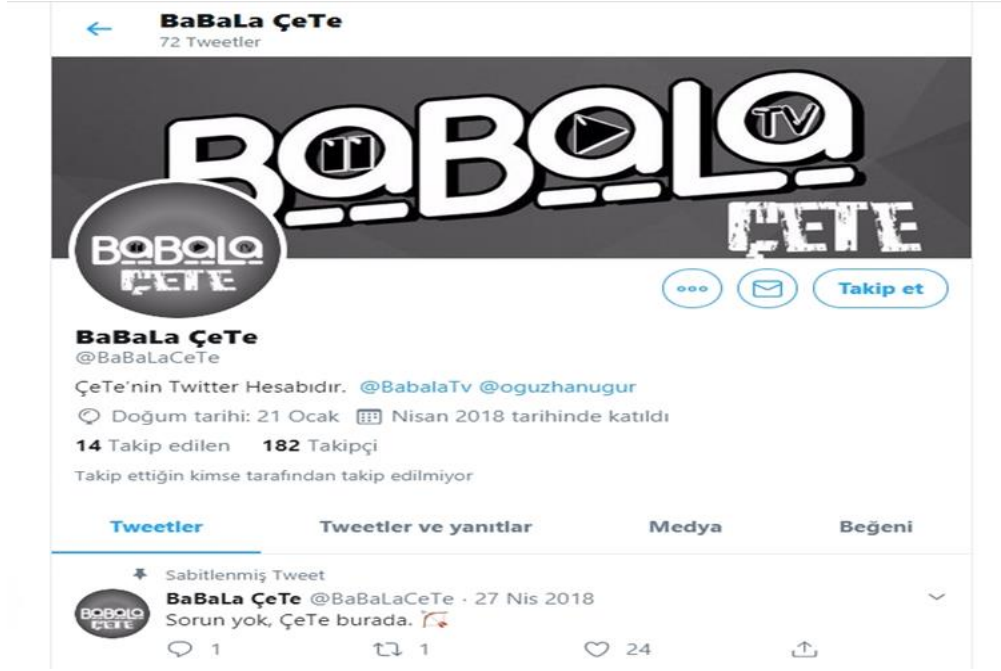 BaBaLa ÇeTe
72 Tweetler
BaBaLa TV
ÇETE
BaBaLa
ÇETE
Takip et
BaBaLa ÇeTe
@BaBaLaCeTe
ÇeTe'nin Twitter Hesabıdır. @BabalaTv @oguzhanugur
Doğum tarihi: 21 Ocak Nisan 2018 tarihinde katıldı
14 Takip edilen 182 Takipçi
Takip ettiğin kimse tarafından takip edilmiyor
Tweetler Tweetler ve yanıtlar Medya Beğeni
Sabitlenmiş Tweet
BaBaLa ÇeTe @BaBaLaCeTe · 27 Nis 2018
BaBaLa
ÇETE
Sorun yok, ÇeTe burada.
1 1 24